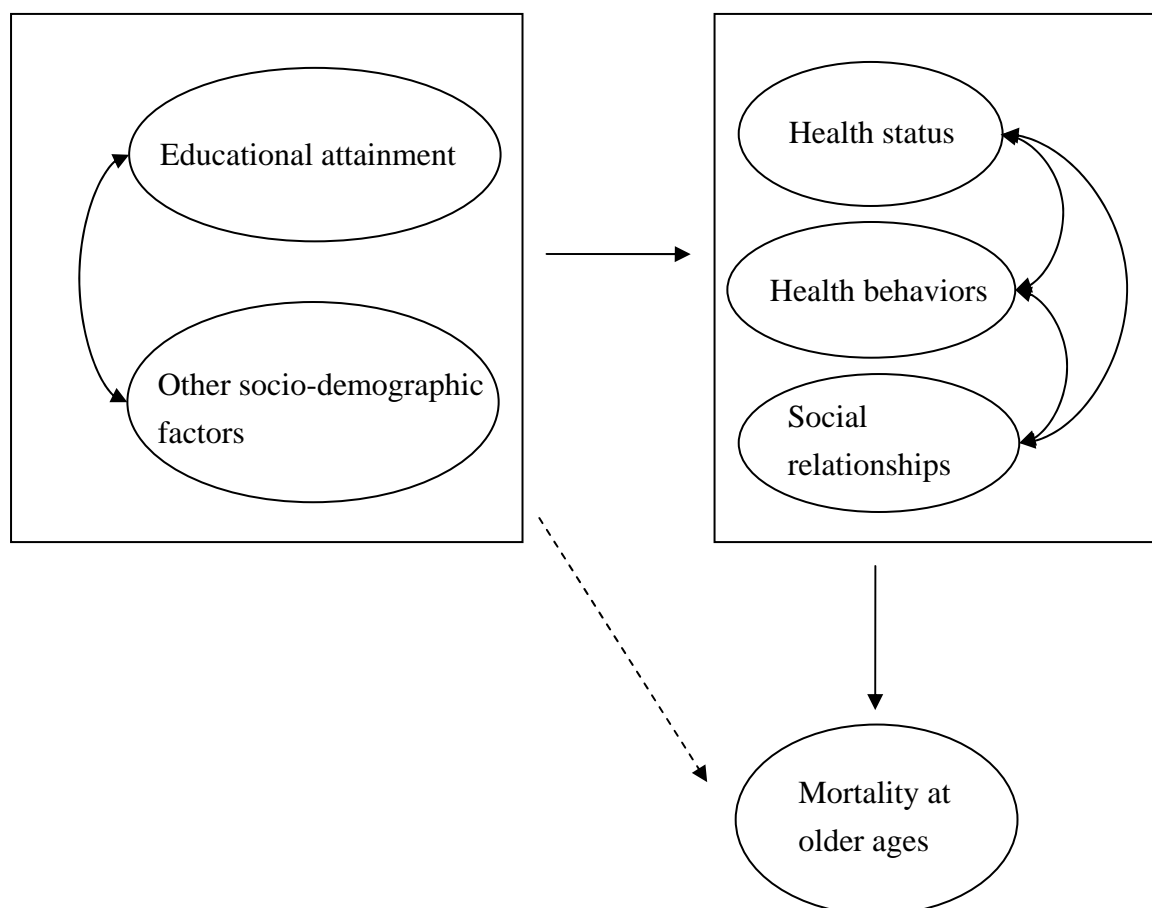 Educational attainment
Other socio-demographic
factors
Health status
Health behaviors
Social
relationships
Mortality at
older ages